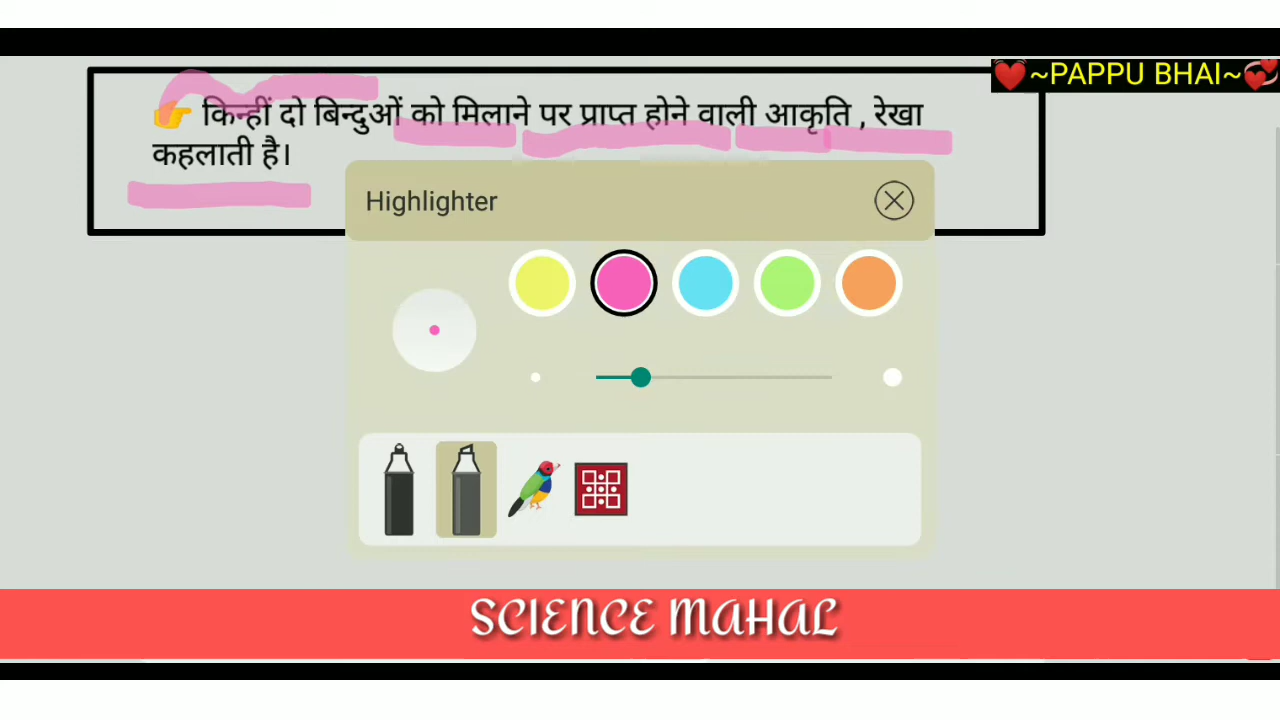 ❤️~PAPPU BHAI~💞
👉 किन्हीं दो बिन्दुओं को मिलाने पर प्राप्त होने वाली आकृति , रेखा
कहलाती है।
Highlighter
SCIENCE MAHAL